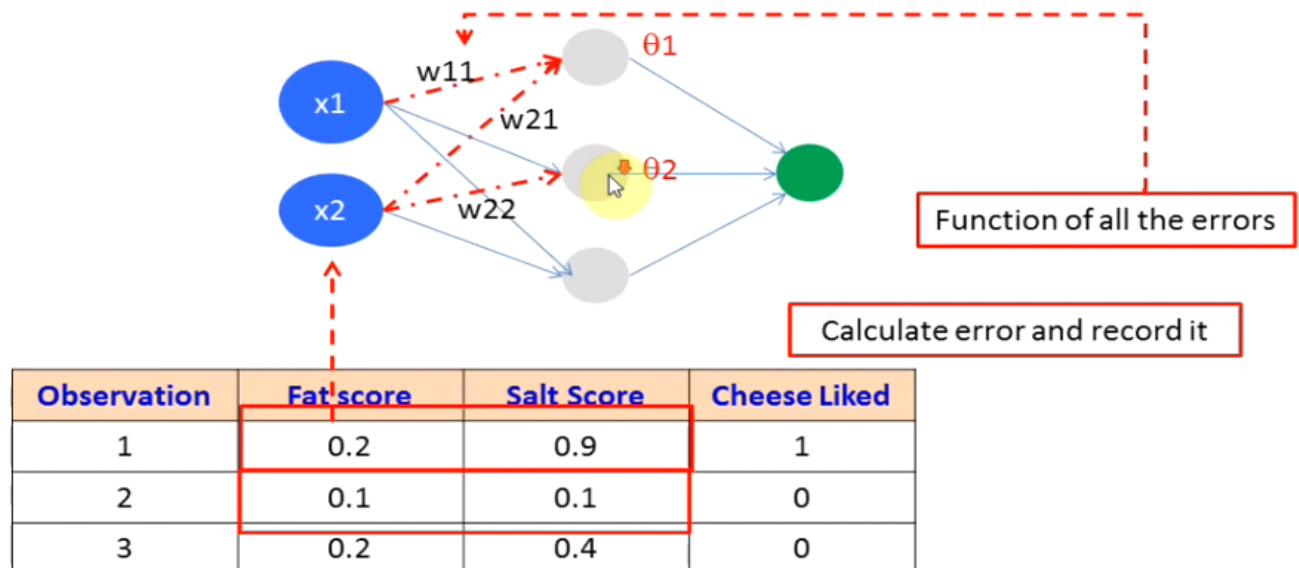 θ1
w11
x1
w21
θ2
x2
w22
Function of all the errors
Calculate error and record it
Observation Fat score Salt Score Cheese Liked
1 0.2 0.9 1
2 0.1 0.1 0
3 0.2 0.4 0